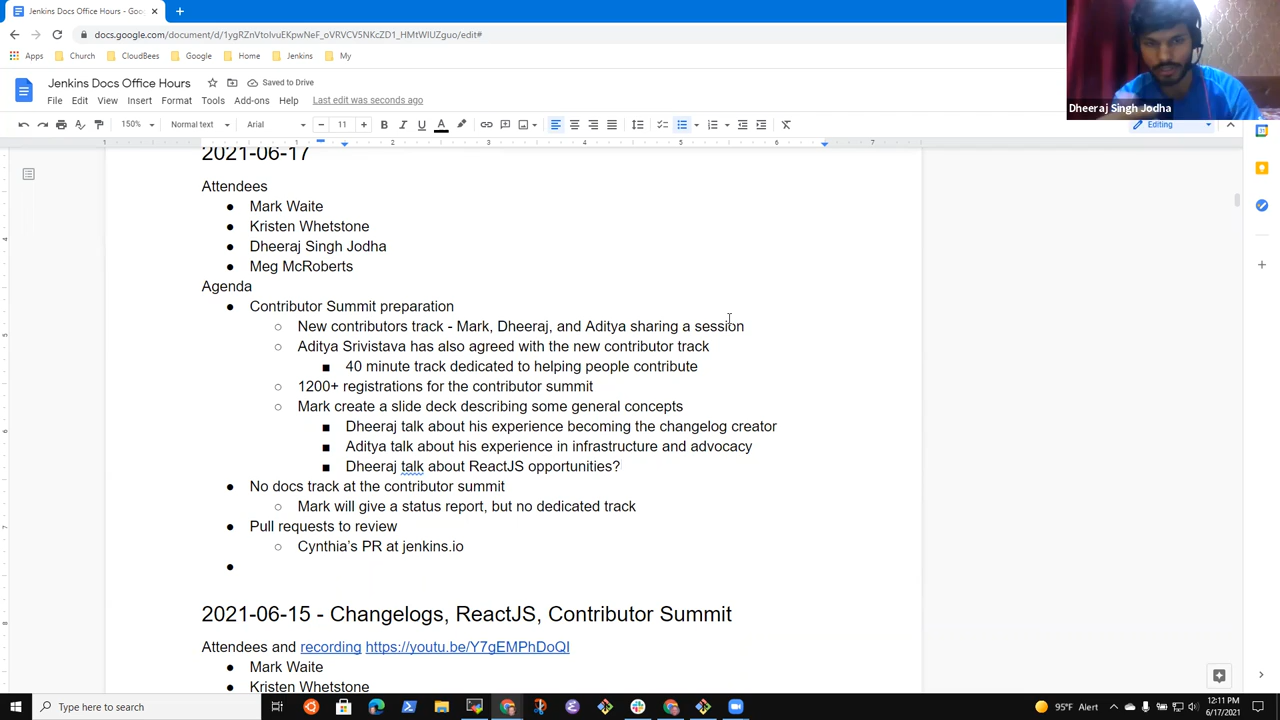 Jenkins Docs Office Hours - Goo
docs.google.com/document/d/1ygRZnVtoIvuEKpwNeF_oVRVCV5NKcZD1_HMtWIUZguo/edit#
Apps Church CloudBees Google Home Jenkins My
Jenkins Docs Office Hours Saved to Drive
File Edit View Insert Format Tools Add-ons Help Last edit was seconds ago
Dheeraj Singh Jodha
150% Normal text Arial 11 Editing
1 1 2 3 4 5 6 7
2021-06-17
Attendees
Mark Waite
Kristen Whetstone
Dheeraj Singh Jodha
Meg McRoberts
Agenda
Contributor Summit preparation
New contributors track - Mark, Dheeraj, and Aditya sharing a session
Aditya Srivistava has also agreed with the new contributor track
40 minute track dedicated to helping people contribute
1200+ registrations for the contributor summit
Mark create a slide deck describing some general concepts
Dheeraj talk about his experience becoming the changelog creator
Aditya talk about his experience in infrastructure and advocacy
Dheeraj talk about ReactJS opportunities?
No docs track at the contributor summit
Mark will give a status report, but no dedicated track
Pull requests to review
Cynthia's PR at jenkins.io
2021-06-15 - Changelogs, ReactJS, Contributor Summit
Attendees and recording https://youtu.be/Y7gEMPhDoQI
Mark Waite
Kristen Whetstone
Type here to search
95°F Alert
12:11 PM
6/17/2021